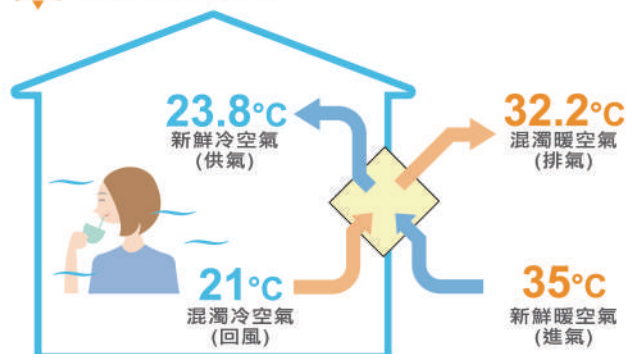 23.8°C
新鮮冷空氣
(供氣)
32.2°C
混濁暖空氣
(排氣)
21°C
混濁冷空氣
(回風)
35°C
新鮮暖空氣
(進氣)